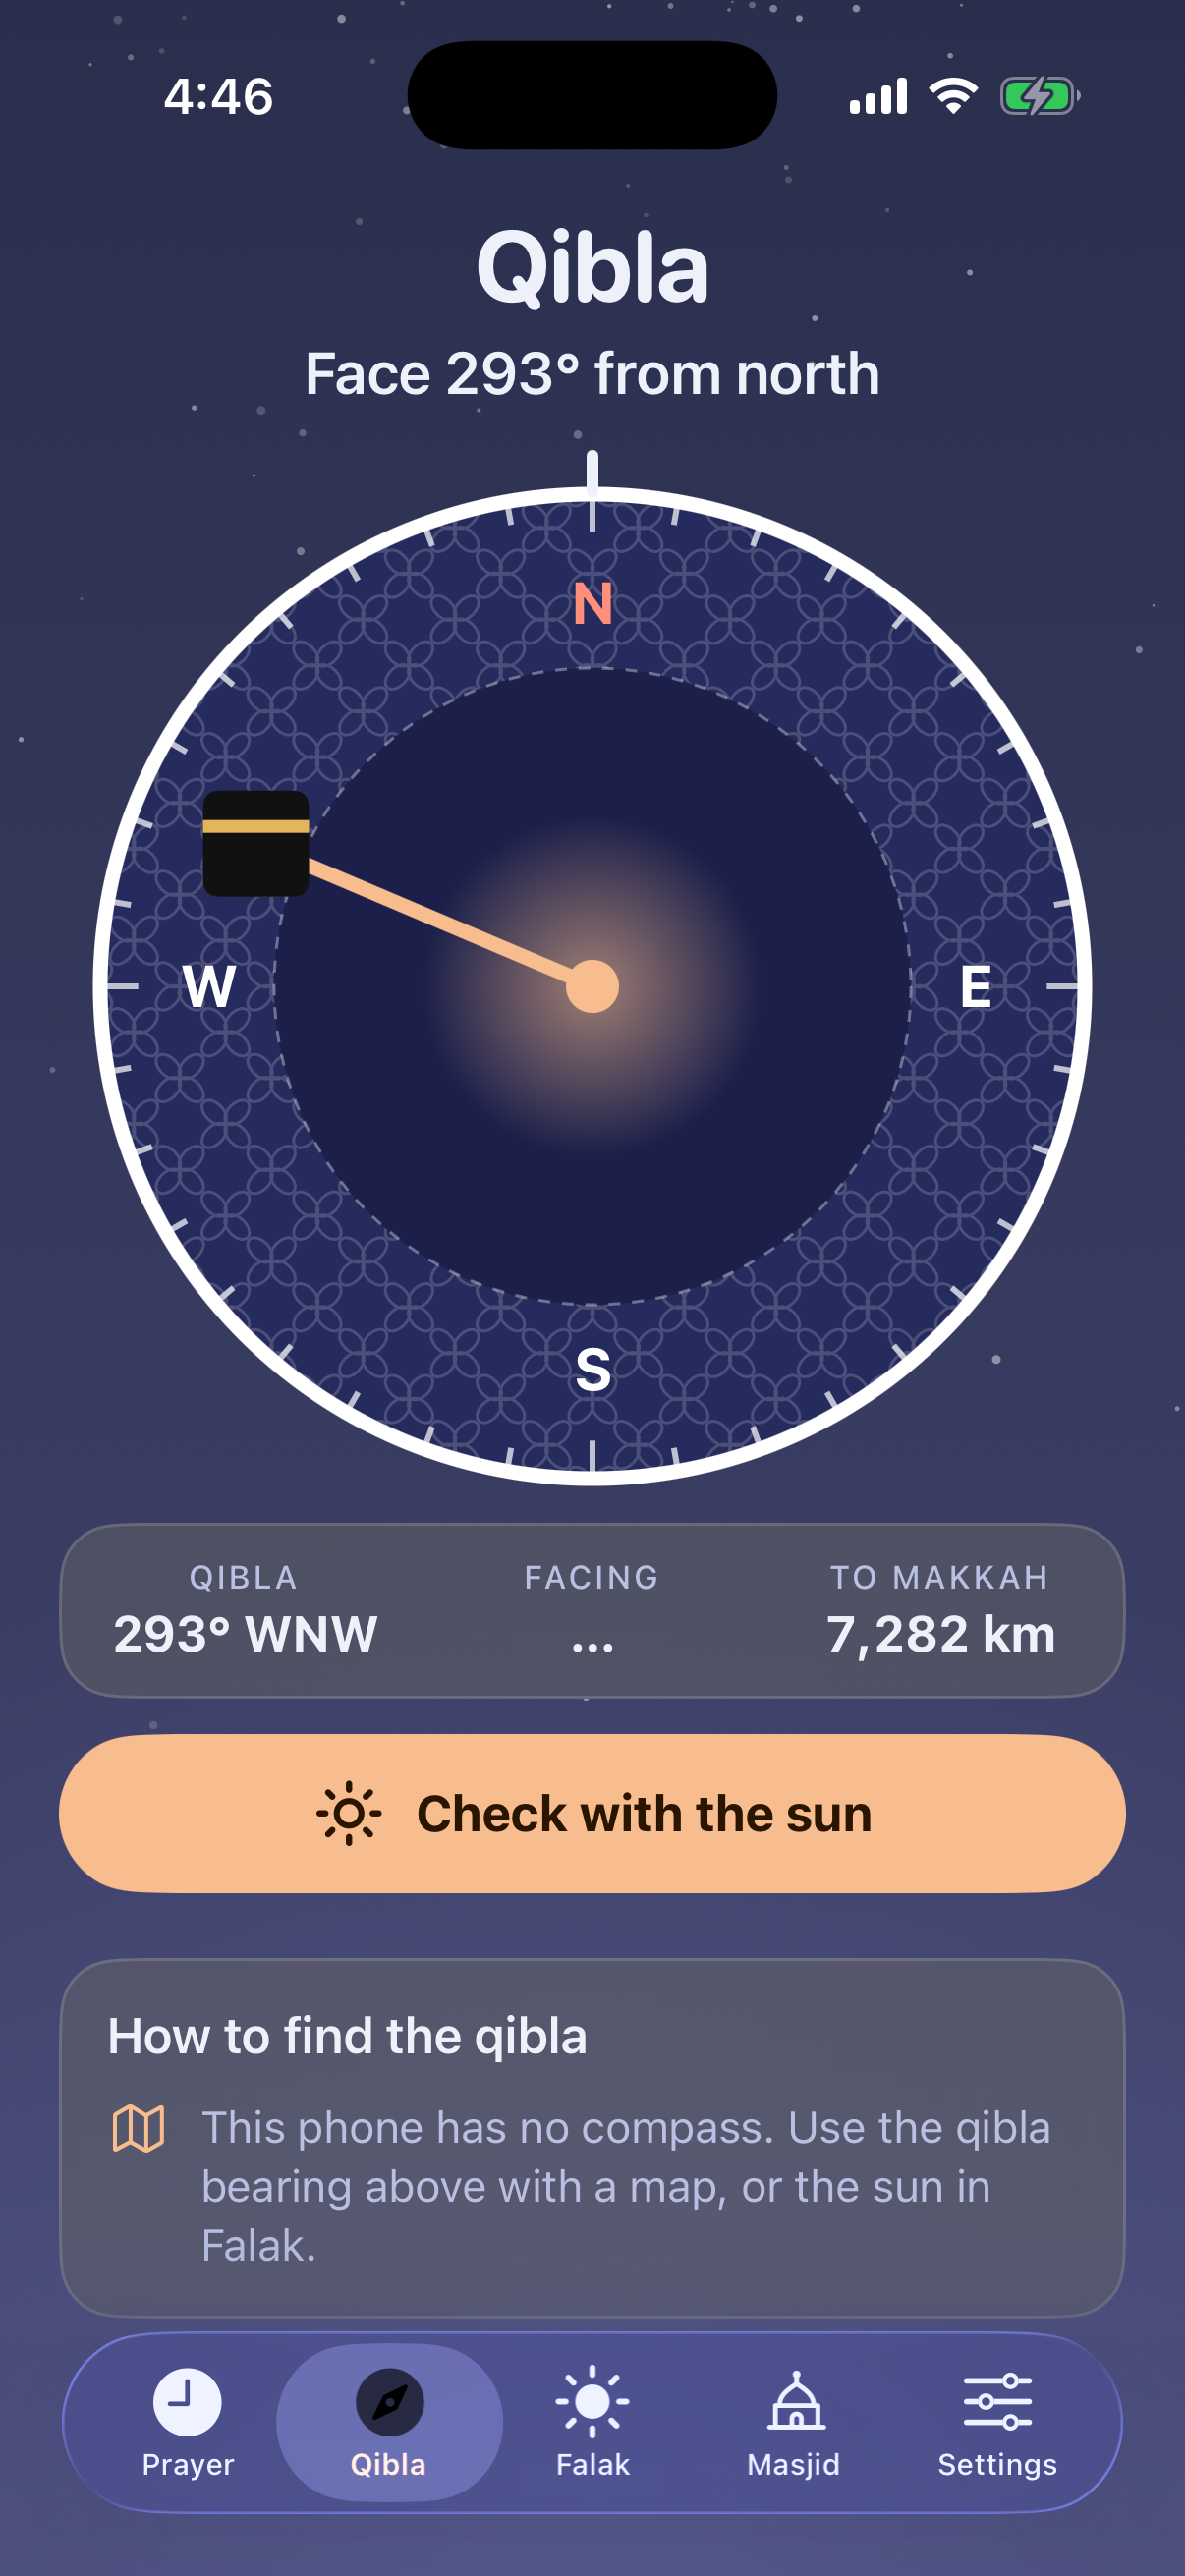 4:46
Qibla
Face 293° from north
N
W
E
S
QIBLA FACING TO MAKKAH
293° WNW ... 7,282 km
Check with the sun
How to find the qibla
This phone has no compass. Use the qibla
bearing above with a map, or the sun in
Falak.
Prayer Qibla Falak Masjid Settings